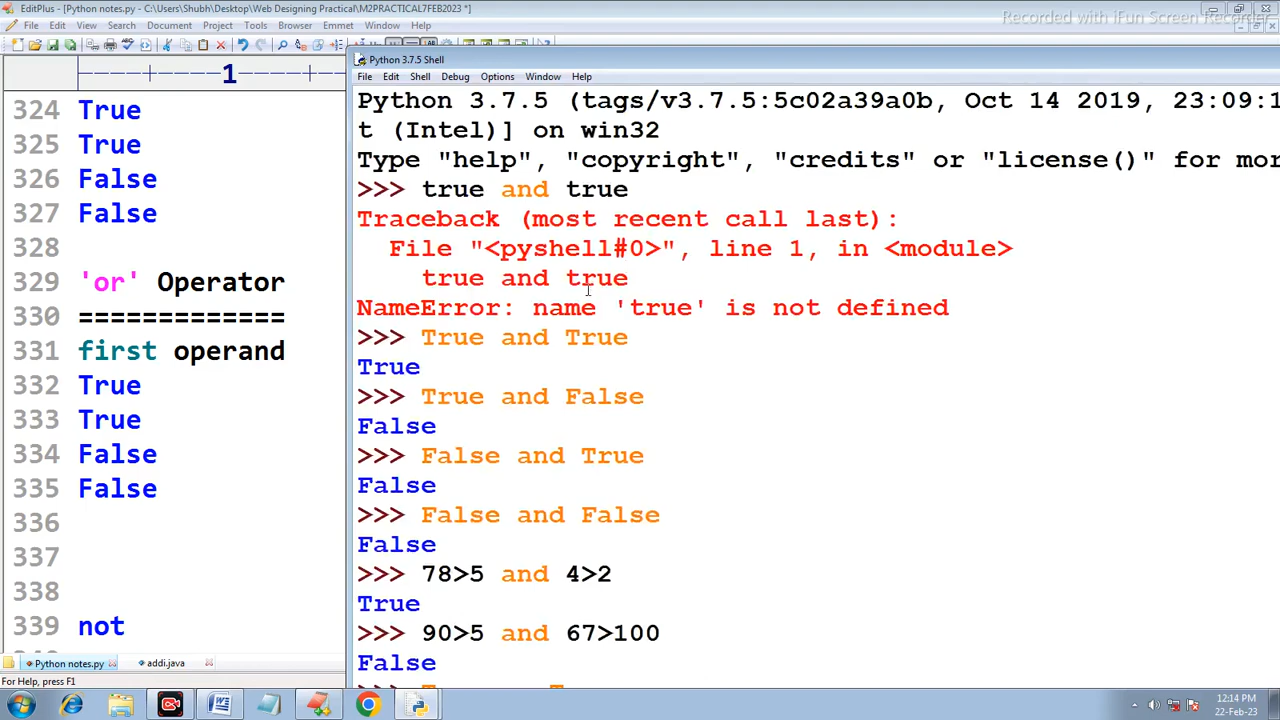 EditPlus - [Python notes.py - C:\Users\Shubh\Desktop\Web Designing Practical\M2PRACTICAL7FEB2023 *]
Recorded with iFun Screen Recorder
File Edit View Search Document Project Tools Browser Emmet Window Help
1
324 True
325 True
326 False
327 False
328
329 'or' Operator
330 =============
331 first operand
332 True
333 True
334 False
335 False
336
337
338
339 not
Python notes.py
addi.java
For Help, press F1
Python 3.7.5 Shell
File Edit Shell Debug Options Window Help
Python 3.7.5 (tags/v3.7.5:5c02a39a0b, Oct 14 2019, 23:09:1
t (Intel)] on win32
Type "help", "copyright", "credits" or "license()" for mor
>>> true and true
Traceback (most recent call last):
File "<pyshell#0>", line 1, in <module>
true and true
NameError: name 'true' is not defined
>>> True and True
True
>>> True and False
False
>>> False and True
False
>>> False and False
False
>>> 78>5 and 4>2
True
>>> 90>5 and 67>100
False
12:14 PM
22-Feb-23